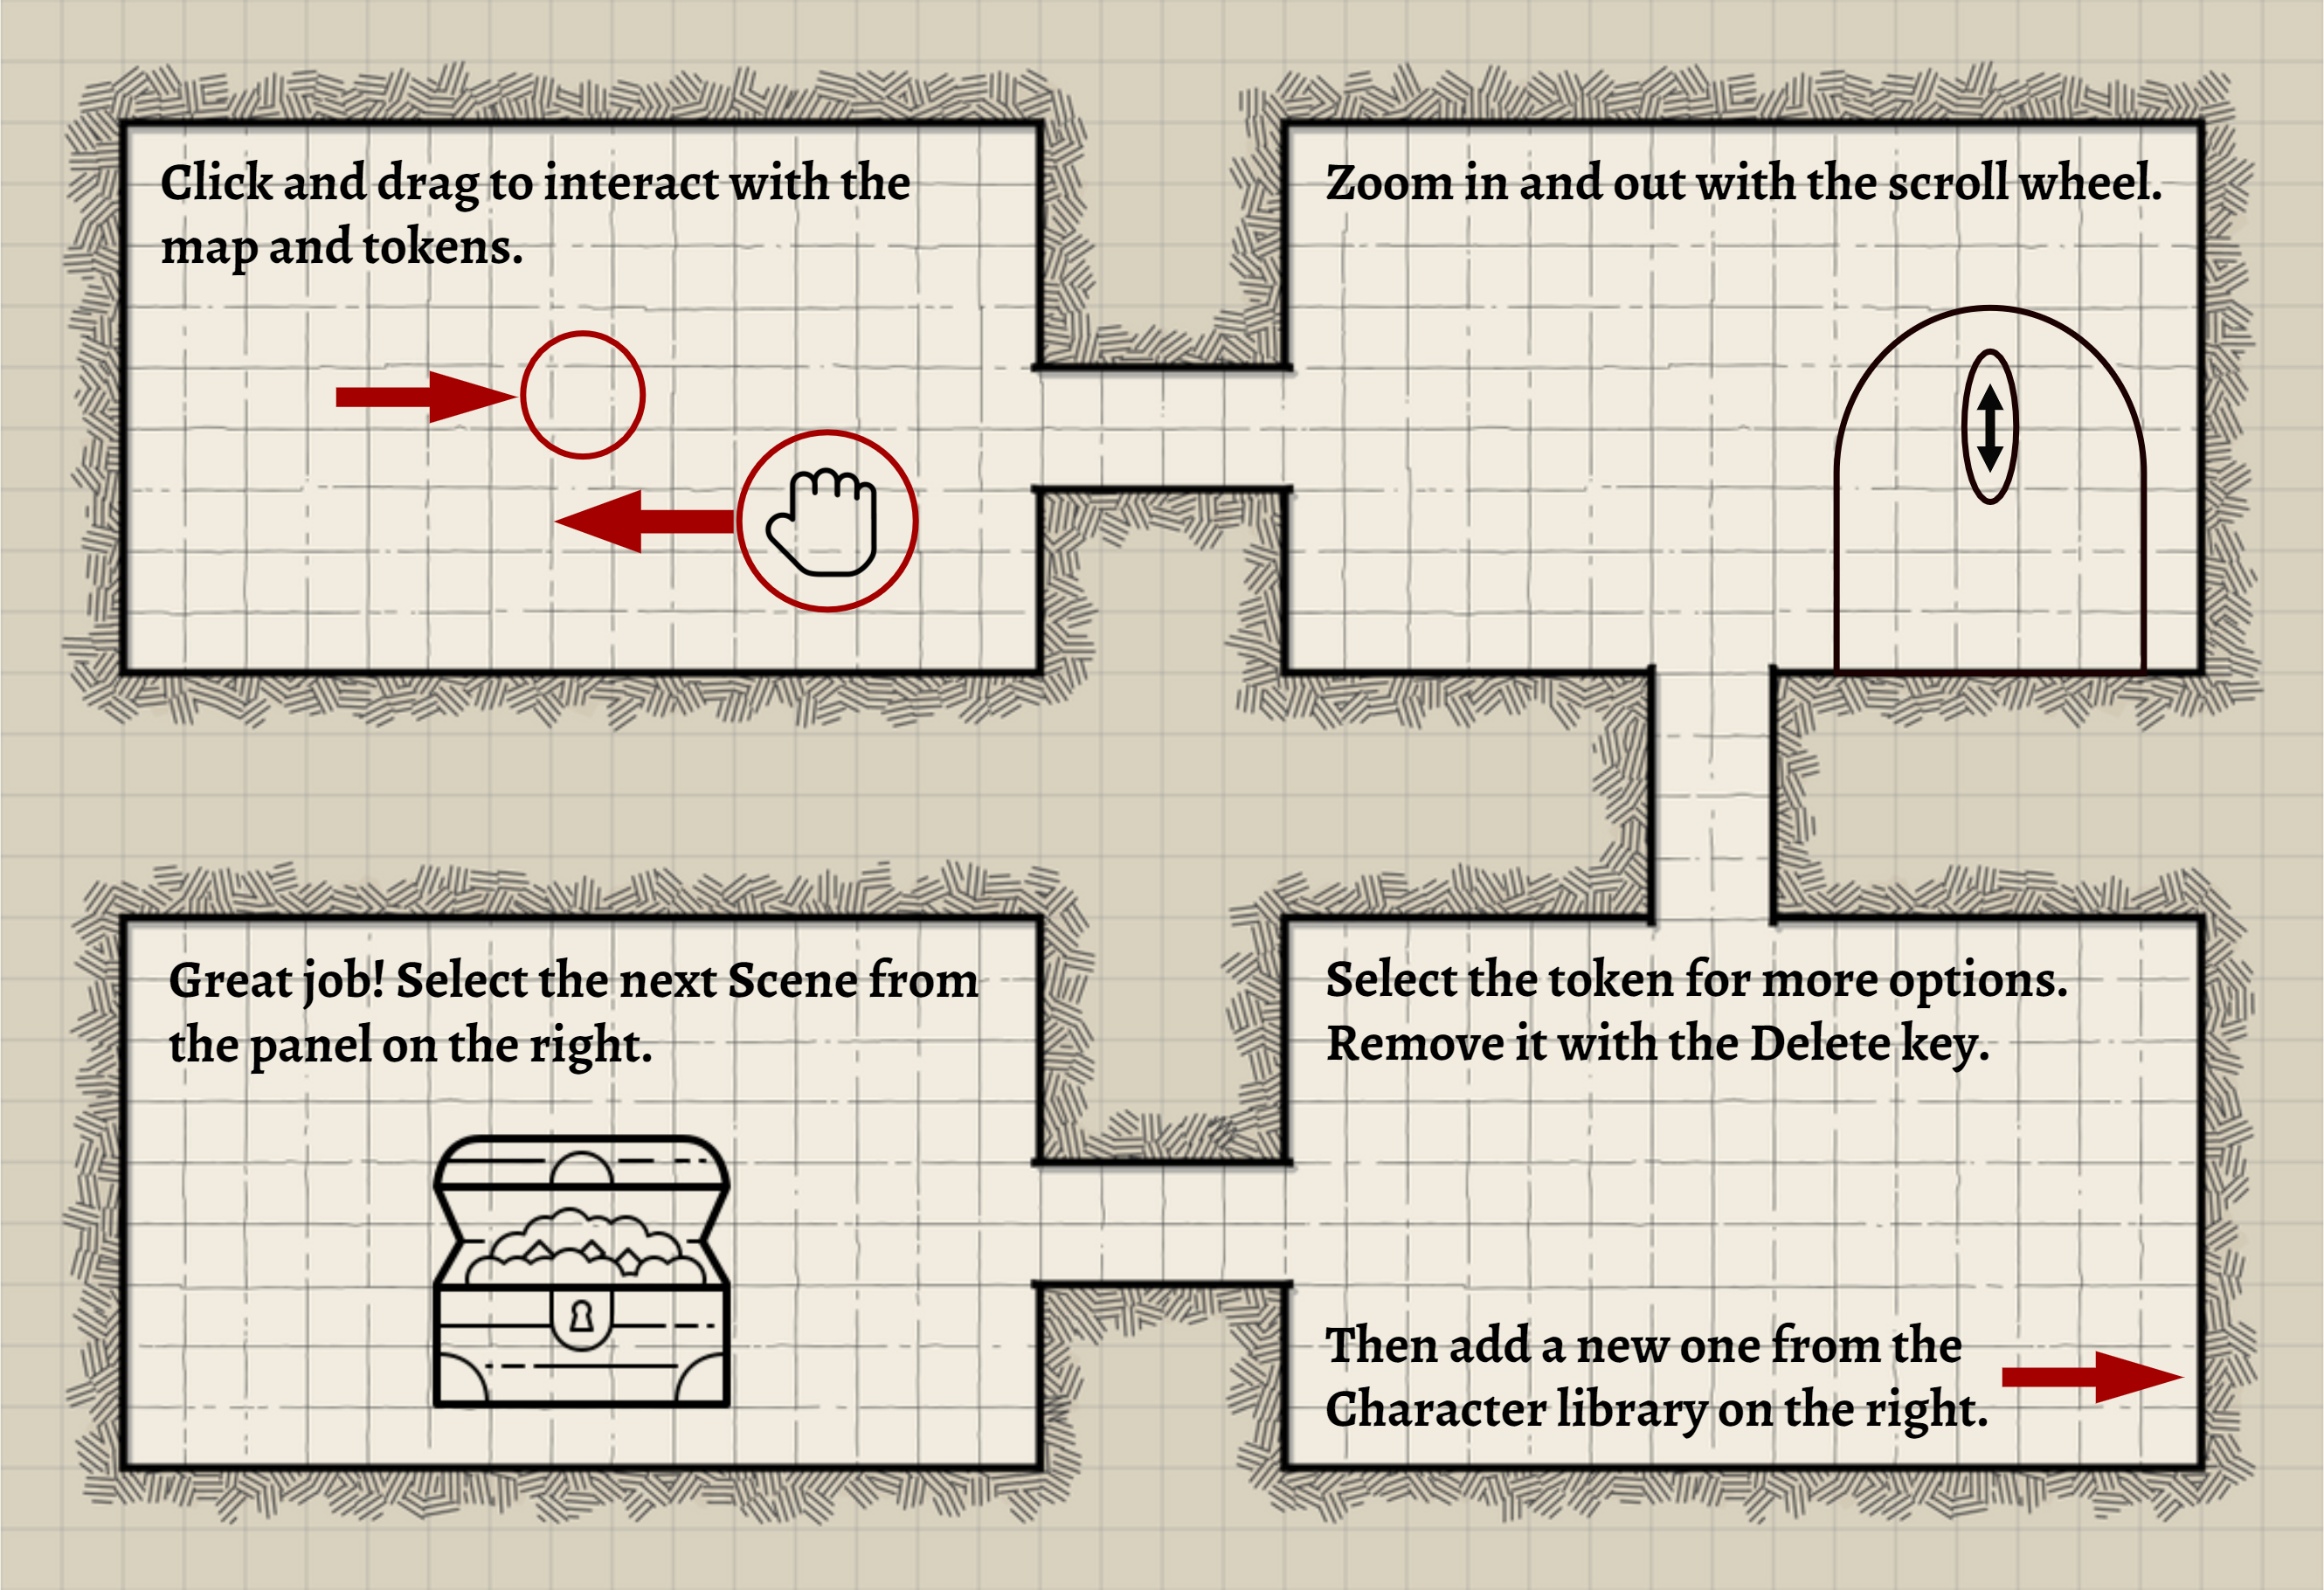 Click and drag to interact with the
map and tokens.
Zoom in and out with the scroll wheel.
Great job! Select the next Scene from
the panel on the right.
Select the token for more options.
Remove it with the Delete key.
Then add a new one from the
Character library on the right.